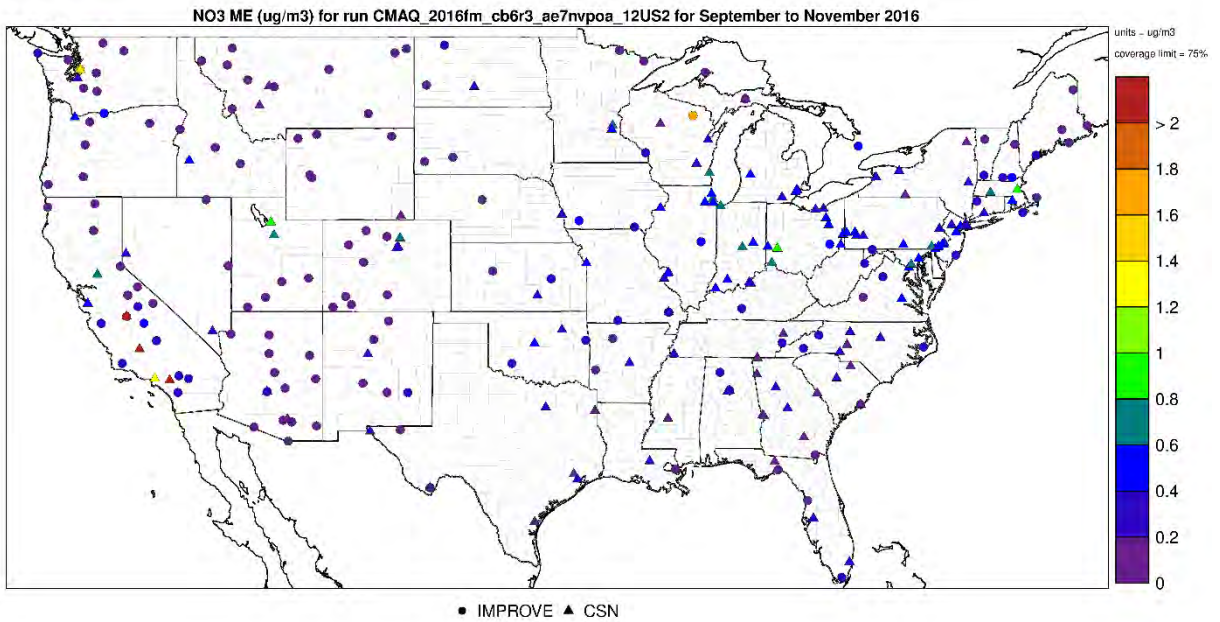 NO3 ME (ug/m3) for run CMAQ_2016fm_cb6r3_ae7nvpoa_12US2 for September to November 2016
units = ug/m3
coverage limit = 75%
> 2
1.8
1.6
1.4
1.2
1
0.8
0.6
0.4
0.2
0
IMPROVE CSN